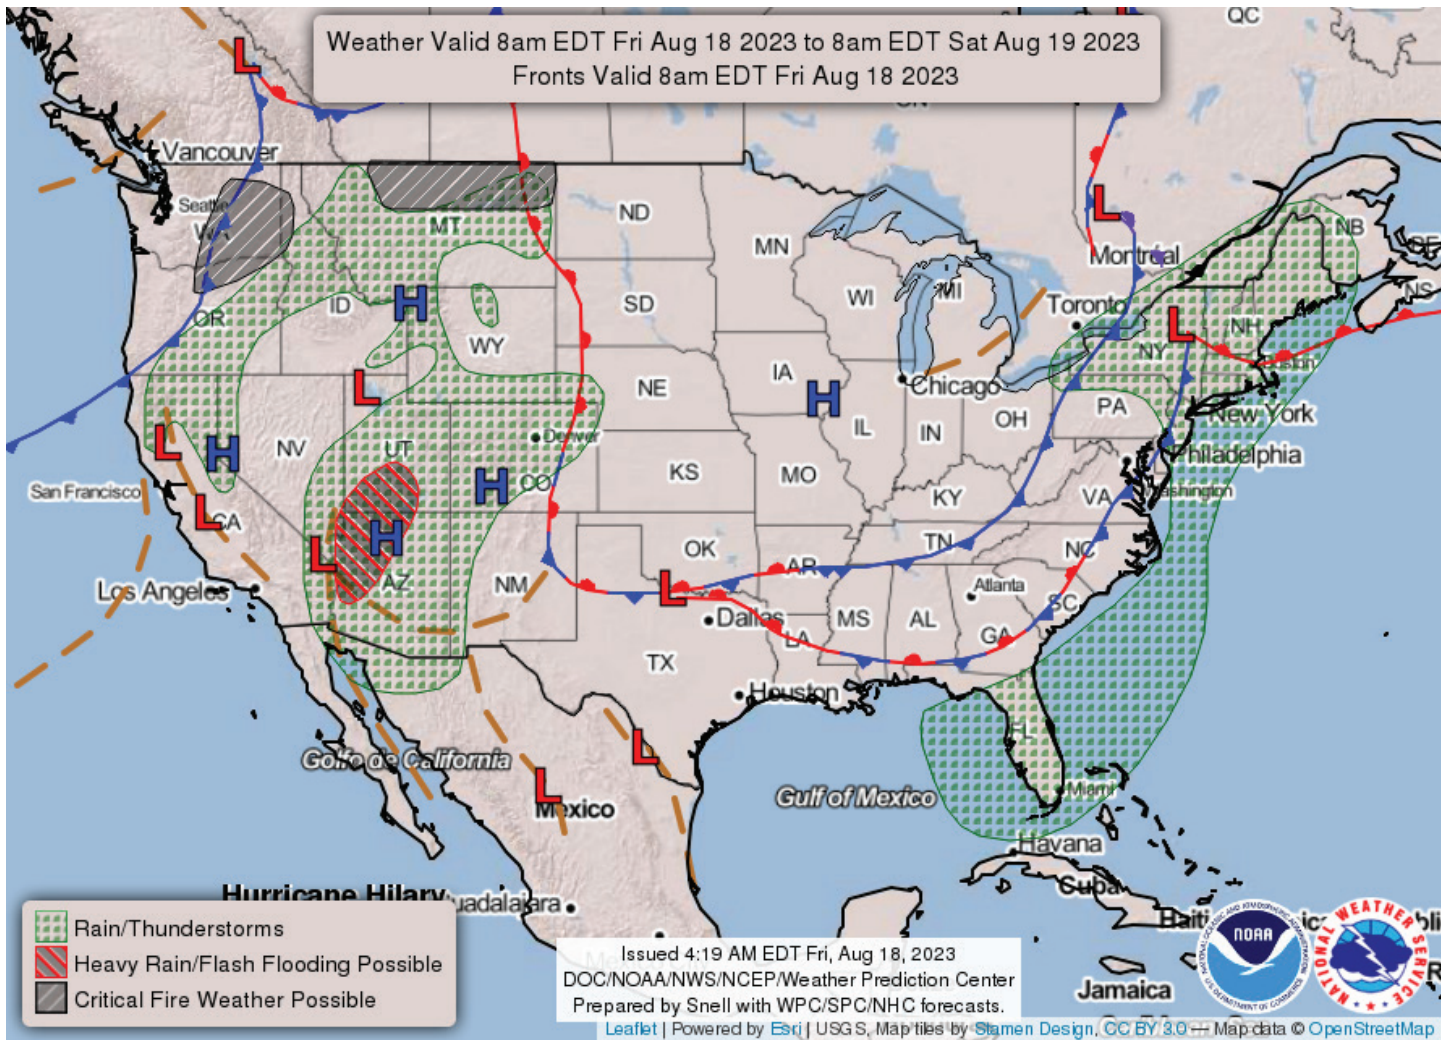 Weather Valid 8am EDT Fri Aug 18 2023 to 8am EDT Sat Aug 19 2023
Fronts Valid 8am EDT Fri Aug 18 2023
QC
L
Vancouver
Seattle
MT
ND
MN
L
Montréal
NB
NS
WI
MI
Toronto
OR
ID
H
SD
WY
L
NY
NH
Boston
L
NE
IA
H
Chicago
PA
New York
L
H
NV
UT
Denver
IL
IN
OH
Philadelphia
San Francisco
H
CO
KS
MO
KY
VA
Washington
L
CA
L
H
AZ
NM
OK
AR
TN
NC
Los Angeles
L
Dallas
LA
MS
AL
Atlanta
GA
SC
TX
Houston
FL
Golfo de California
L
L
Mexico
Gulf of Mexico
Miami
Havana
Cuba
Hurricane Hilary
Haiti
Jamaica
Rain/Thunderstorms
Heavy Rain/Flash Flooding Possible
Critical Fire Weather Possible
Issued 4:19 AM EDT Fri, Aug 18, 2023
DOC/NOAA/NWS/NCEP/Weather Prediction Center
Prepared by Snell with WPC/SPC/NHC forecasts.
NOAA
NATIONAL WEATHER SERVICE
Leaflet | Powered by Esri | USGS, Map tiles by Stamen Design, CC BY 3.0 — Map data © OpenStreetMap